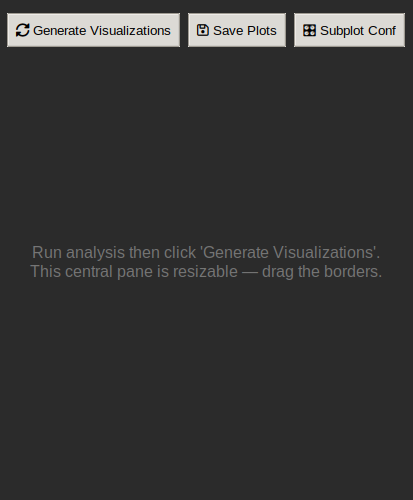 Generate Visualizations Save Plots Subplot Conf
Run analysis then click 'Generate Visualizations'.
This central pane is resizable — drag the borders.